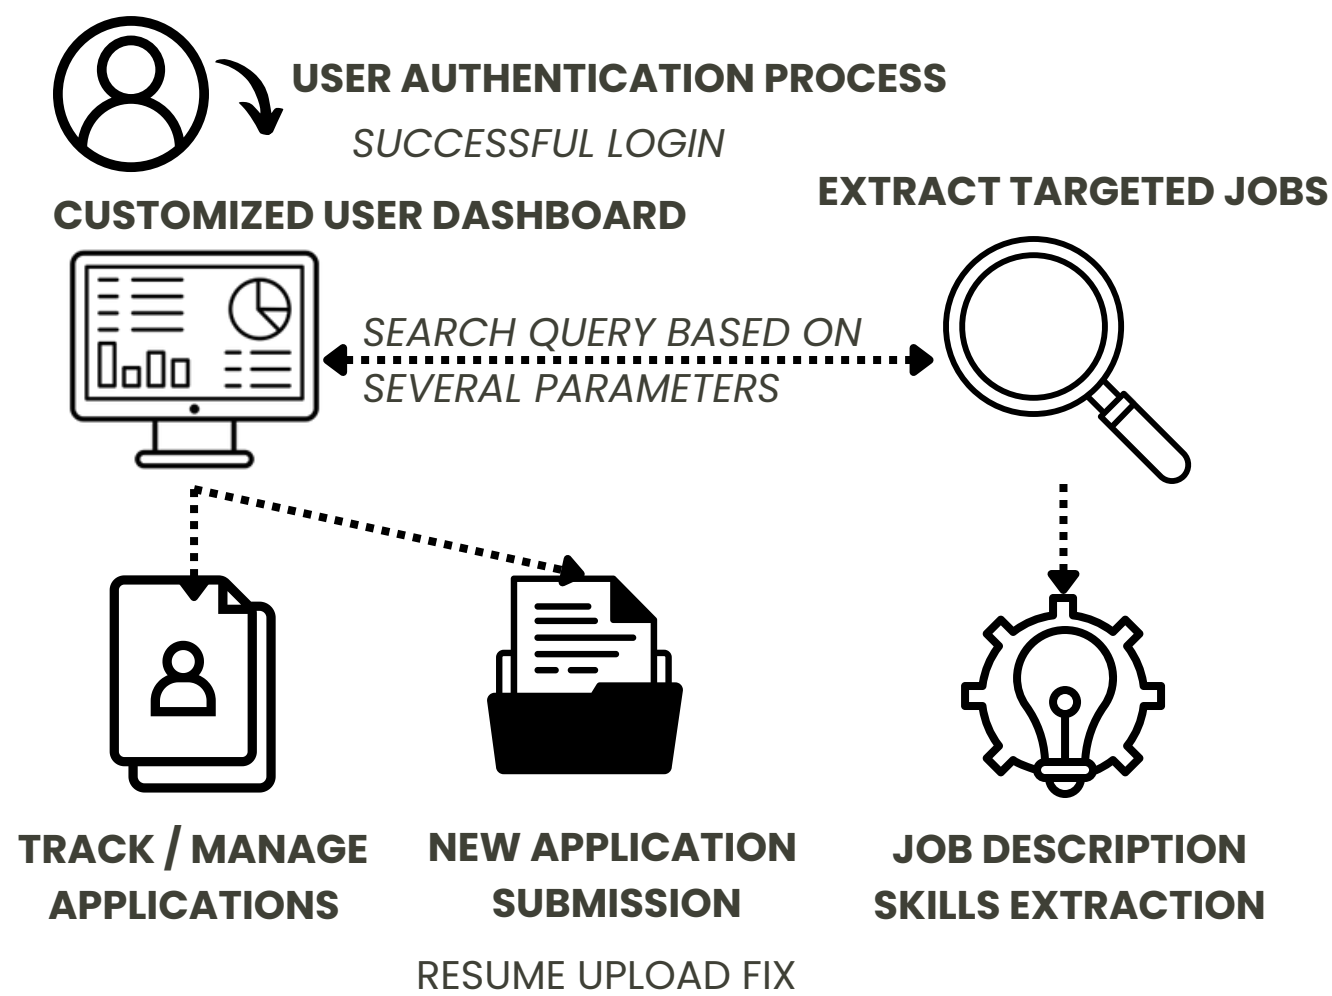 USER AUTHENTICATION PROCESS
SUCCESSFUL LOGIN
EXTRACT TARGETED JOBS
CUSTOMIZED USER DASHBOARD
SEARCH QUERY BASED ON
SEVERAL PARAMETERS
TRACK / MANAGE
APPLICATIONS
NEW APPLICATION
SUBMISSION
RESUME UPLOAD FIX
JOB DESCRIPTION
SKILLS EXTRACTION